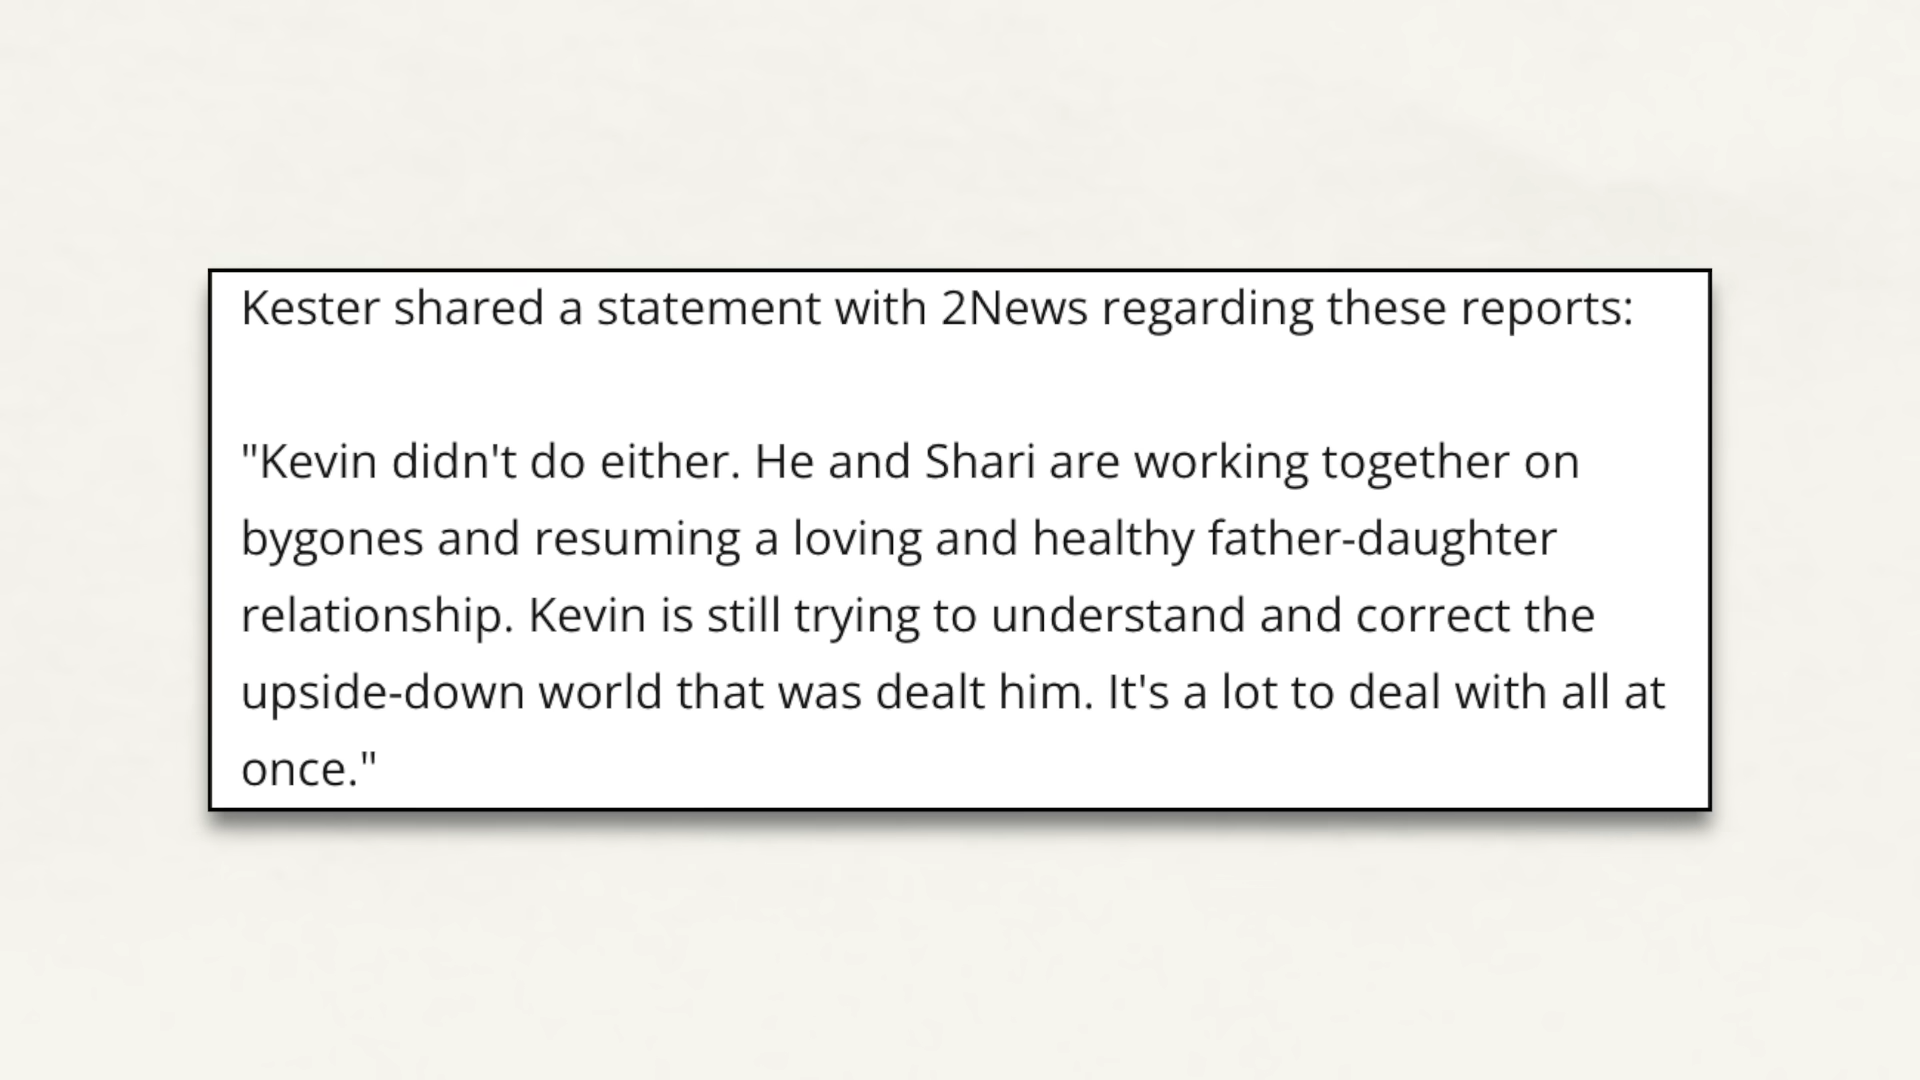 Kester shared a statement with 2News regarding these reports:
"Kevin didn't do either. He and Shari are working together on
bygones and resuming a loving and healthy father-daughter
relationship. Kevin is still trying to understand and correct the
upside-down world that was dealt him. It's a lot to deal with all at
once."